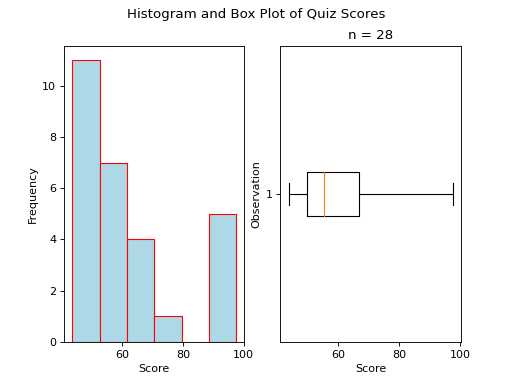 Histogram and Box Plot of Quiz Scores
n = 28
Frequency
10
8
6
4
2
0
60
80
100
Score
Observation
1
60
80
100
Score